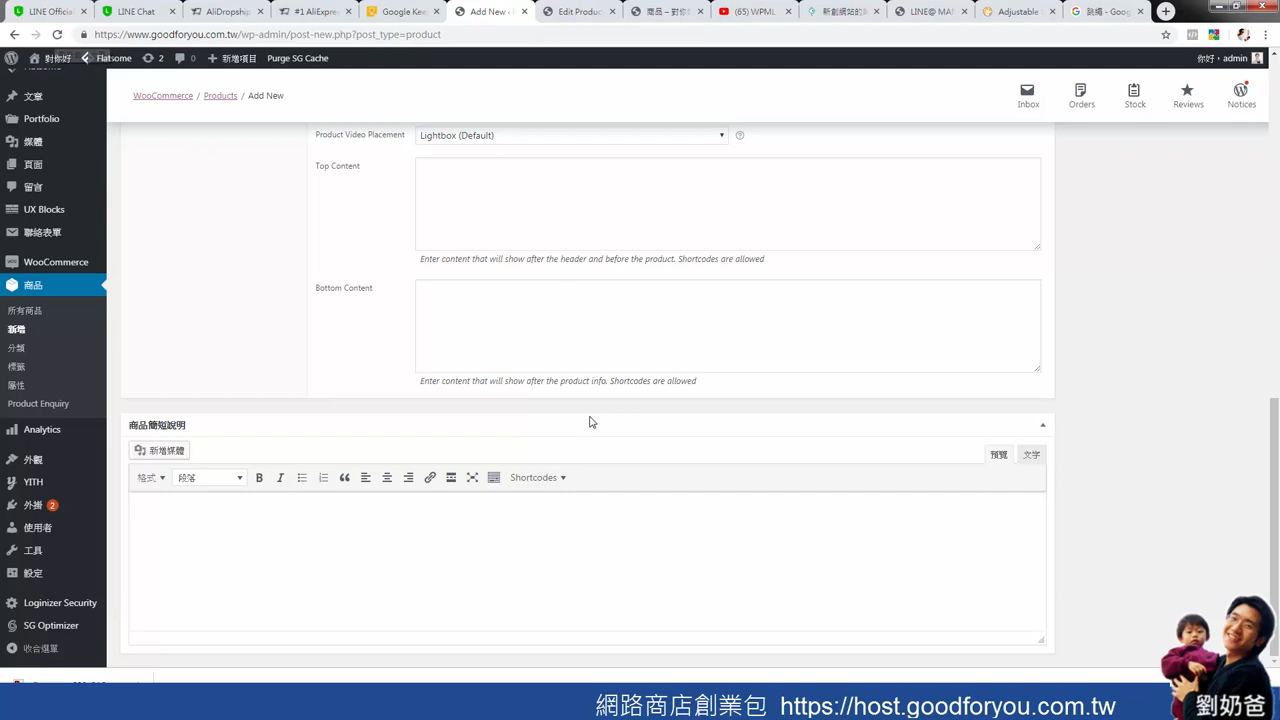 LINE Officia
LINE Chat
AliDropship
#1 AliExpre
Google Kee
Add New ‹
Edit Produc
商品 – 對你
(65) WPML
新創網站的
LINE@ MA
Adjustable
跳繩 - Goog
https://www.goodforyou.com.tw/wp-admin/post-new.php?post_type=product
對你好
Flatsome
2
0
新增項目
Purge SG Cache
你好，admin
WooCommerce / Products / Add New
Inbox
Orders
Stock
Reviews
Notices
文章
Portfolio
媒體
頁面
留言
UX Blocks
聯絡表單
WooCommerce
商品
所有商品
新增
分類
標籤
屬性
Product Enquiry
Analytics
外觀
YITH
外掛 2
使用者
工具
設定
Loginizer Security
SG Optimizer
收合選單
Product Video Placement
Lightbox (Default)
Top Content
Enter content that will show after the header and before the product. Shortcodes are allowed
Bottom Content
Enter content that will show after the product info. Shortcodes are allowed
商品簡短說明
新增媒體
預覽
文字
格式
段落
B
I
Shortcodes
網路商店創業包 https://host.goodforyou.com.tw
劉奶爸